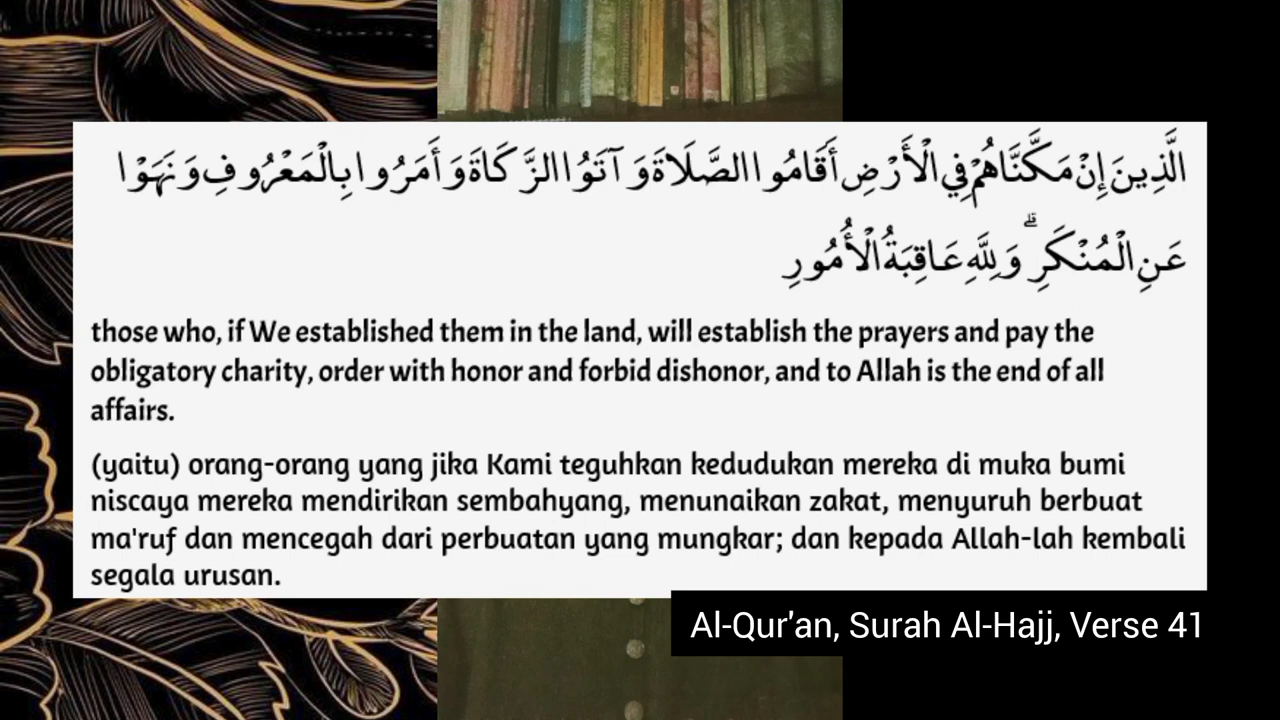 الَّذِينَ إِنْ مَكَّنَّاهُمْ فِي الْأَرْضِ أَقَامُوا الصَّلَاةَ وَآتَوُا الزَّكَاةَ وَأَمَرُوا بِالْمَعْرُوفِ وَنَهَوْا
عَنِ الْمُنْكَرِ ۗ وَلِلَّهِ عَاقِبَةُ الْأُمُورِ
those who, if We established them in the land, will establish the prayers and pay the
obligatory charity, order with honor and forbid dishonor, and to Allah is the end of all
affairs.
(yaitu) orang-orang yang jika Kami teguhkan kedudukan mereka di muka bumi
niscaya mereka mendirikan sembahyang, menunaikan zakat, menyuruh berbuat
ma'ruf dan mencegah dari perbuatan yang mungkar; dan kepada Allah-lah kembali
segala urusan.
Al-Qur'an, Surah Al-Hajj, Verse 41